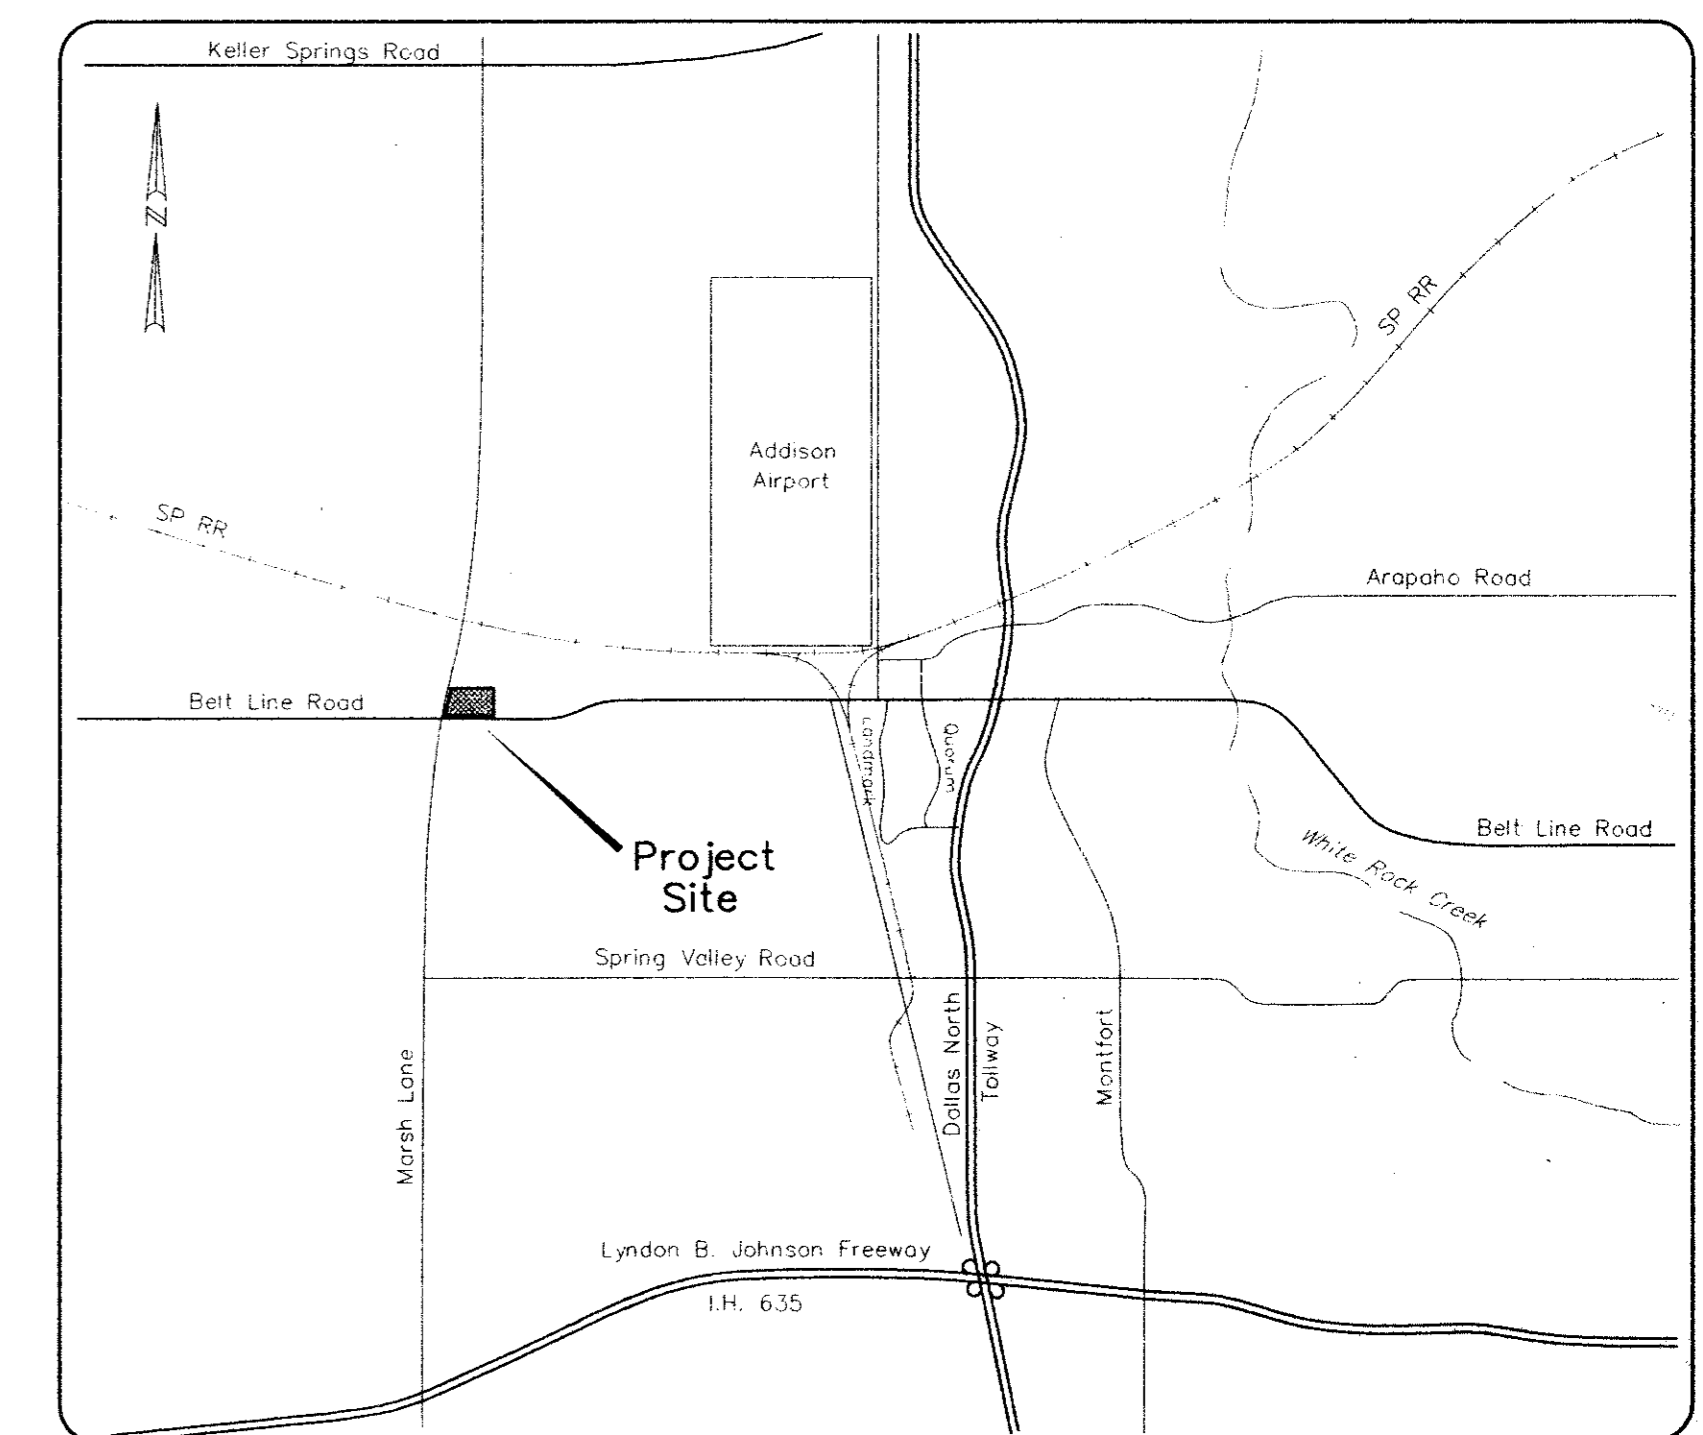 Keller Springs Road
N
SP RR
Addison
Airport
SP RR
Arapaho Road
Belt Line Road
Landmark
Quorum
Project
Site
Belt Line Road
White Rock Creek
Spring Valley Road
Marsh Lane
Dallas North
Tollway
Montfort
Lyndon B. Johnson Freeway
I.H. 635